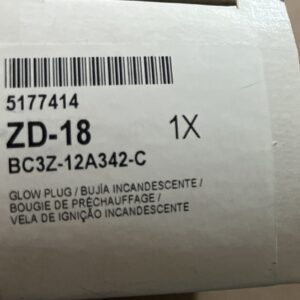 5177414
ZD-18 1X
BC3Z-12A342-C
GLOW PLUG / BUJÍA INCANDESCENTE /
BOUGIE DE PRÉCHAUFFAGE /
VELA DE IGNIÇÃO INCANDESCENTE